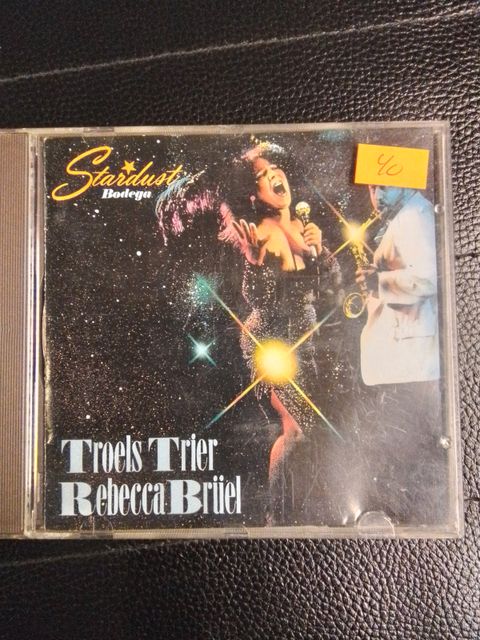 Stardust
Bodega
40
Troels Trier
Rebecca Brüel